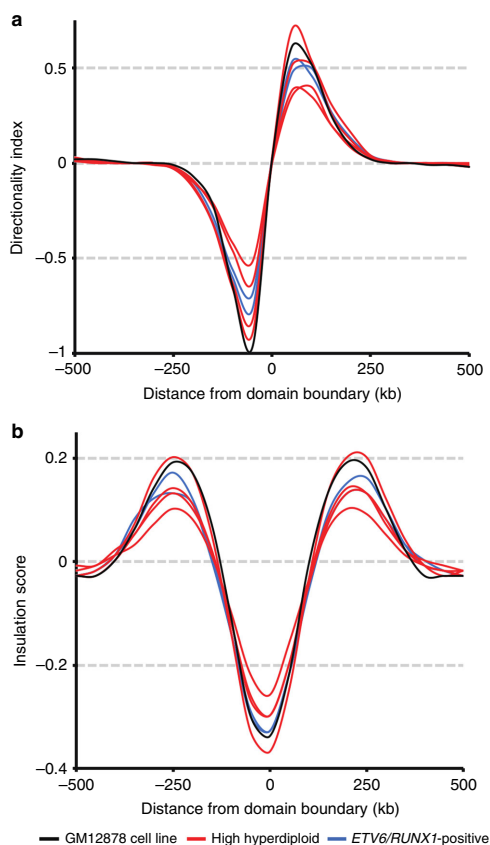 a
0.5
0
−0.5
−1
−500
−250
0
250
500
Directionality index
Distance from domain boundary (kb)
b
0.2
0
−0.2
−0.4
−500
−250
0
250
500
Insulation score
Distance from domain boundary (kb)
GM12878 cell line
High hyperdiploid
ETV6/RUNX1-positive